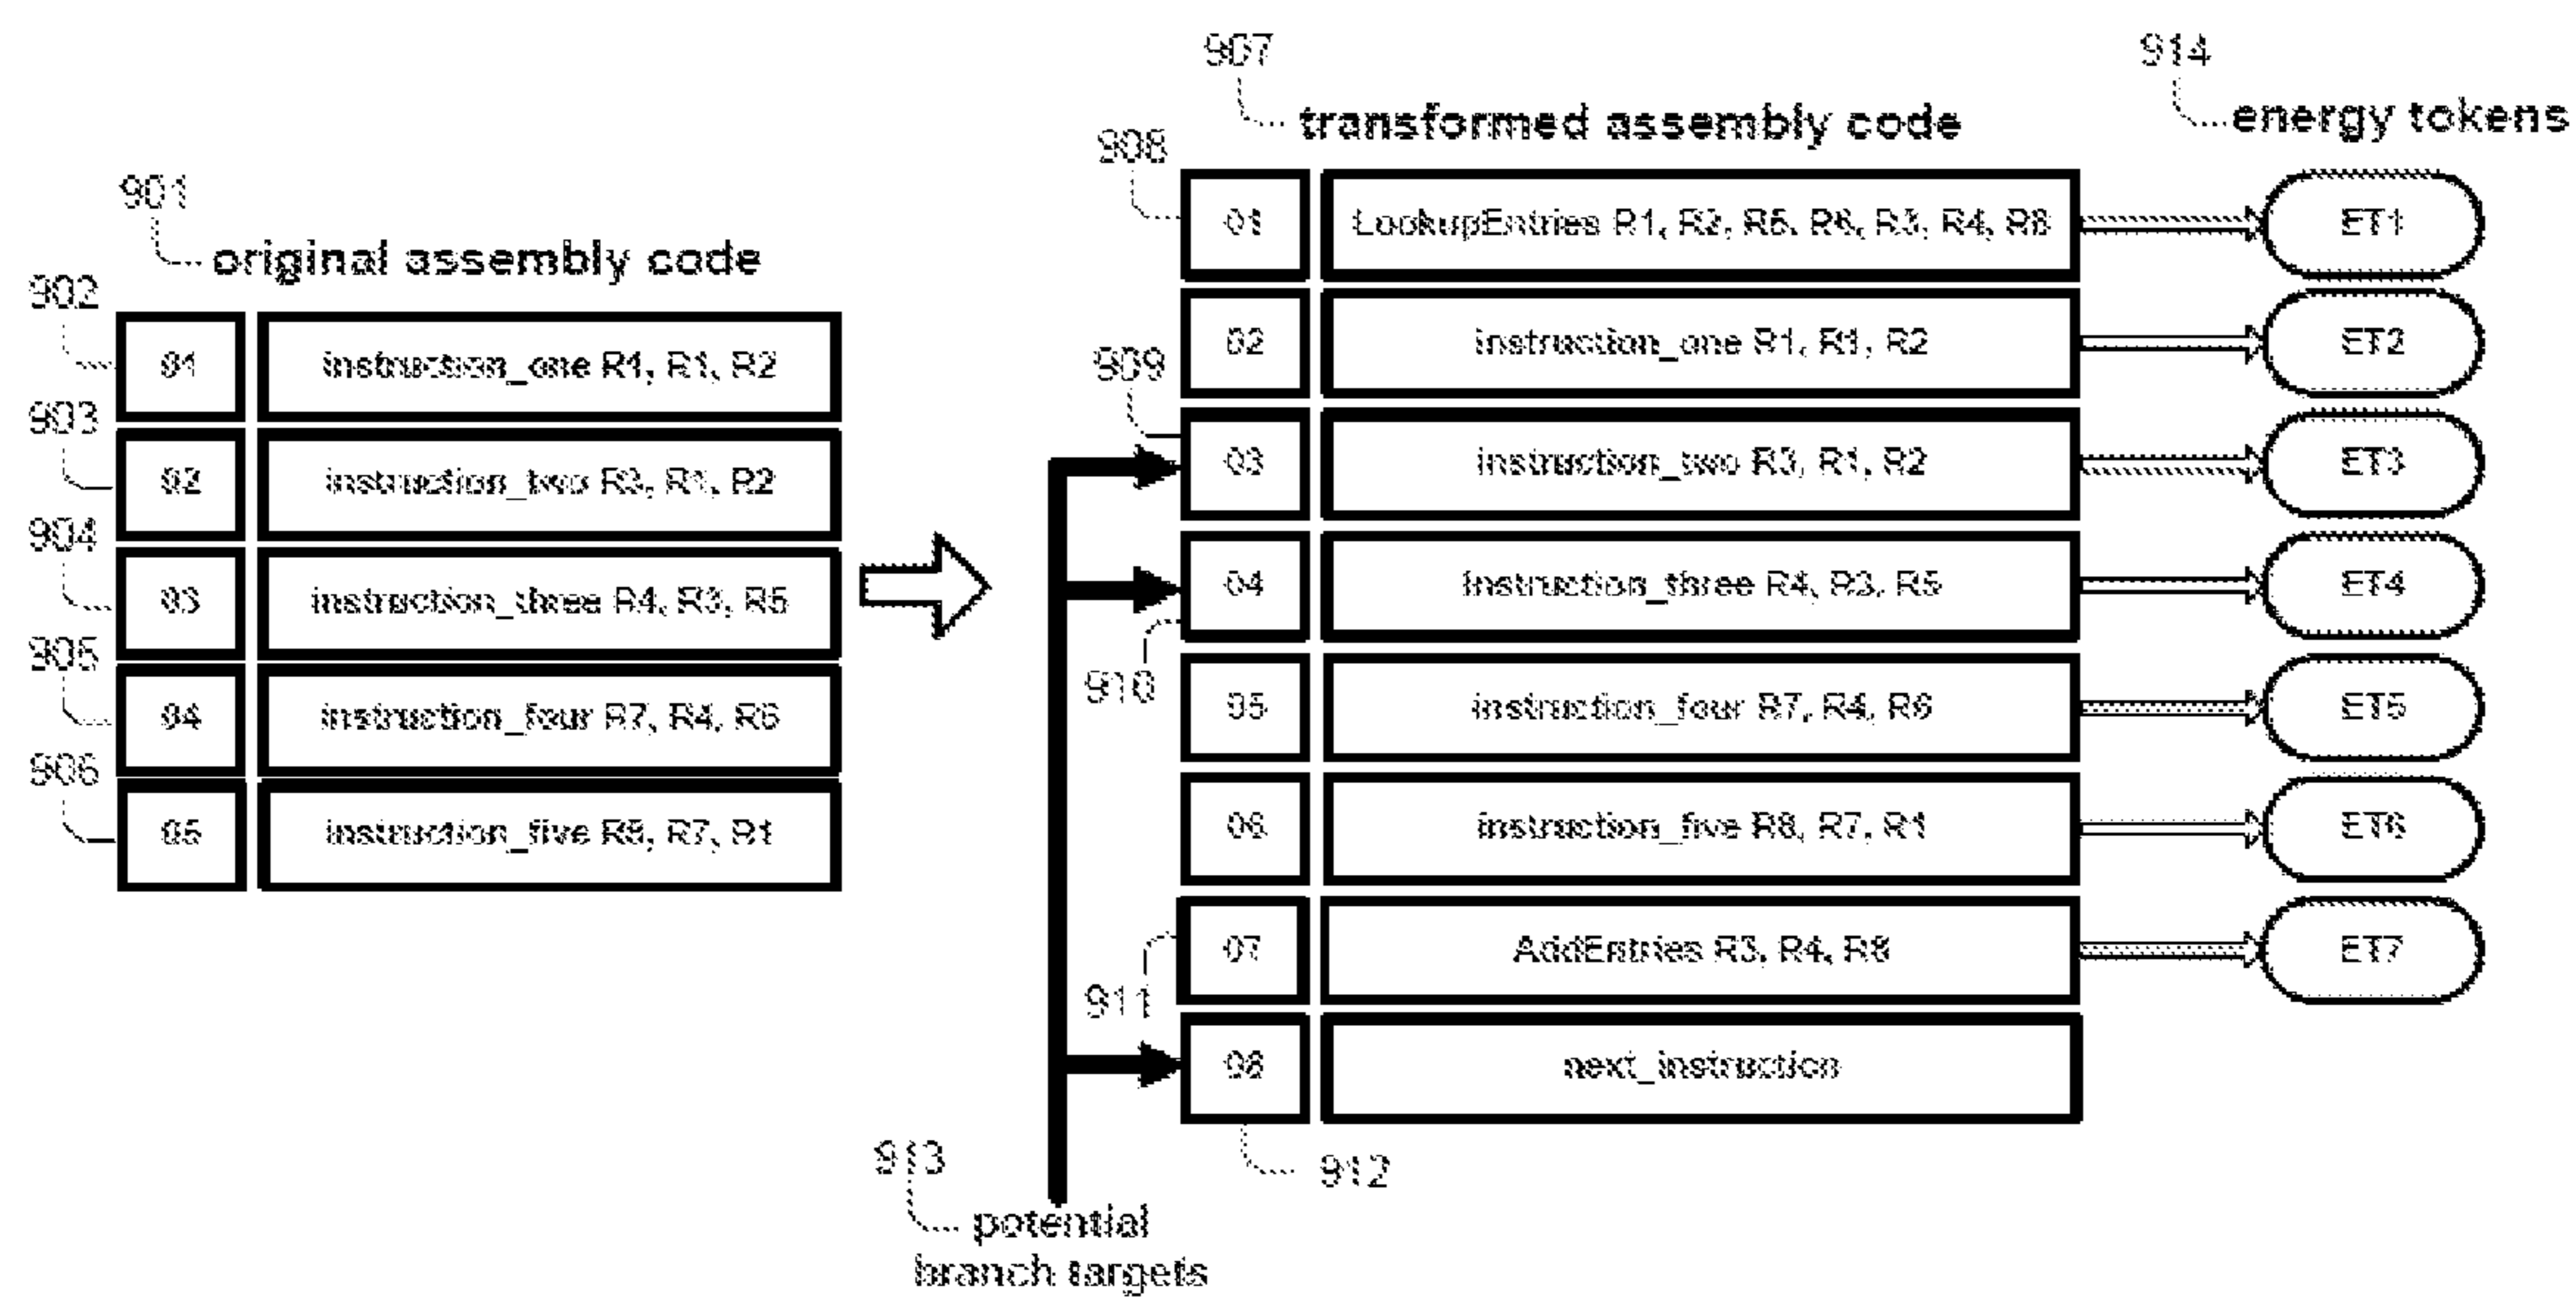 907
914
transformed assembly code
energy tokens
908
901
01
LookupEntries R1, R2, R5, R6, R3, R4, R8
ET1
original assembly code
902
02
instruction_one R1, R1, R2
ET2
01
instruction_one R1, R1, R2
909
903
03
instruction_two R3, R1, R2
ET3
02
instruction_two R3, R1, R2
904
04
instruction_three R4, R3, R5
ET4
03
instruction_three R4, R3, R5
905
910
05
instruction_four R7, R4, R6
ET5
04
instruction_four R7, R4, R6
906
06
instruction_five R8, R7, R1
ET6
05
instruction_five R8, R7, R1
07
AddEntries R3, R4, R8
ET7
911
08
next_instruction
913
912
potential
branch targets